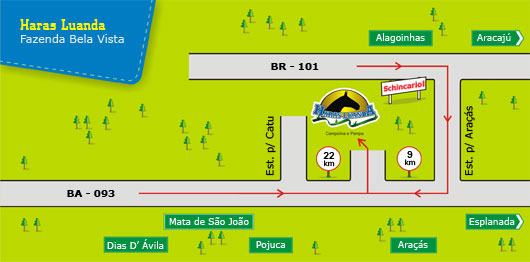 Haras Luanda
Fazenda Bela Vista
Alagoinhas
Aracajú
BR - 101
Schincariol
HARAS LUANDA
Campolina e Pampa
Est. p/ Catu
22
km
9
km
Est. p/ Araçás
BA - 093
Mata de São João
Esplanada
Dias D' Ávila
Pojuca
Araçás